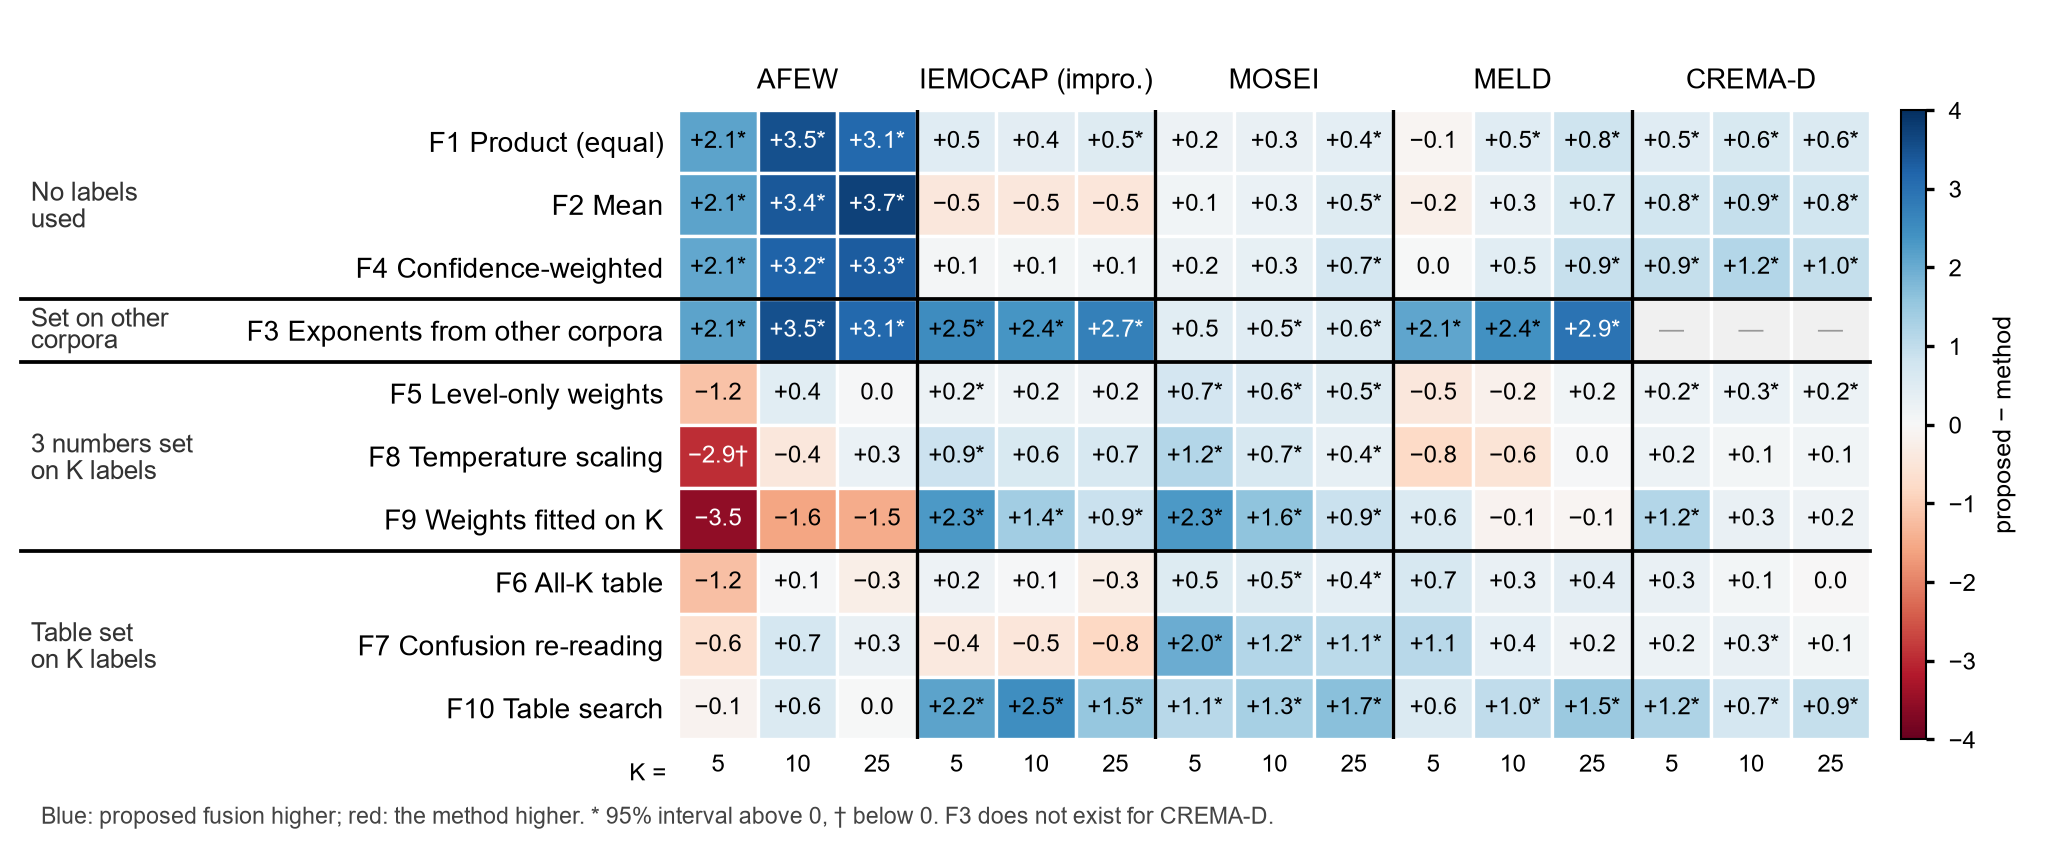 AFEW IEMOCAP (impro.) MOSEI MELD CREMA-D
F1 Product (equal) +2.1* +3.5* +3.1* +0.5 +0.4 +0.5* +0.2 +0.3 +0.4* −0.1 +0.5* +0.8* +0.5* +0.6* +0.6*
No labels
used
F2 Mean +2.1* +3.4* +3.7* −0.5 −0.5 −0.5 +0.1 +0.3 +0.5* −0.2 +0.3 +0.7 +0.8* +0.9* +0.8*
F4 Confidence-weighted +2.1* +3.2* +3.3* +0.1 +0.1 +0.1 +0.2 +0.3 +0.7* 0.0 +0.5 +0.9* +0.9* +1.2* +1.0*
Set on other
corpora
F3 Exponents from other corpora +2.1* +3.5* +3.1* +2.5* +2.4* +2.7* +0.5 +0.5* +0.6* +2.1* +2.4* +2.9* — — —
F5 Level-only weights −1.2 +0.4 0.0 +0.2* +0.2 +0.2 +0.7* +0.6* +0.5* −0.5 −0.2 +0.2 +0.2* +0.3* +0.2*
3 numbers set
on K labels
F8 Temperature scaling −2.9† −0.4 +0.3 +0.9* +0.6 +0.7 +1.2* +0.7* +0.4* −0.8 −0.6 0.0 +0.2 +0.1 +0.1
F9 Weights fitted on K −3.5 −1.6 −1.5 +2.3* +1.4* +0.9* +2.3* +1.6* +0.9* +0.6 −0.1 −0.1 +1.2* +0.3 +0.2
F6 All-K table −1.2 +0.1 −0.3 +0.2 +0.1 −0.3 +0.5 +0.5* +0.4* +0.7 +0.3 +0.4 +0.3 +0.1 0.0
Table set
on K labels
F7 Confusion re-reading −0.6 +0.7 +0.3 −0.4 −0.5 −0.8 +2.0* +1.2* +1.1* +1.1 +0.4 +0.2 +0.2 +0.3* +0.1
F10 Table search −0.1 +0.6 0.0 +2.2* +2.5* +1.5* +1.1* +1.3* +1.7* +0.6 +1.0* +1.5* +1.2* +0.7* +0.9*
K = 5 10 25 5 10 25 5 10 25 5 10 25 5 10 25
4
3
2
1
0
−1
−2
−3
−4
proposed − method
Blue: proposed fusion higher; red: the method higher. * 95% interval above 0, † below 0. F3 does not exist for CREMA-D.